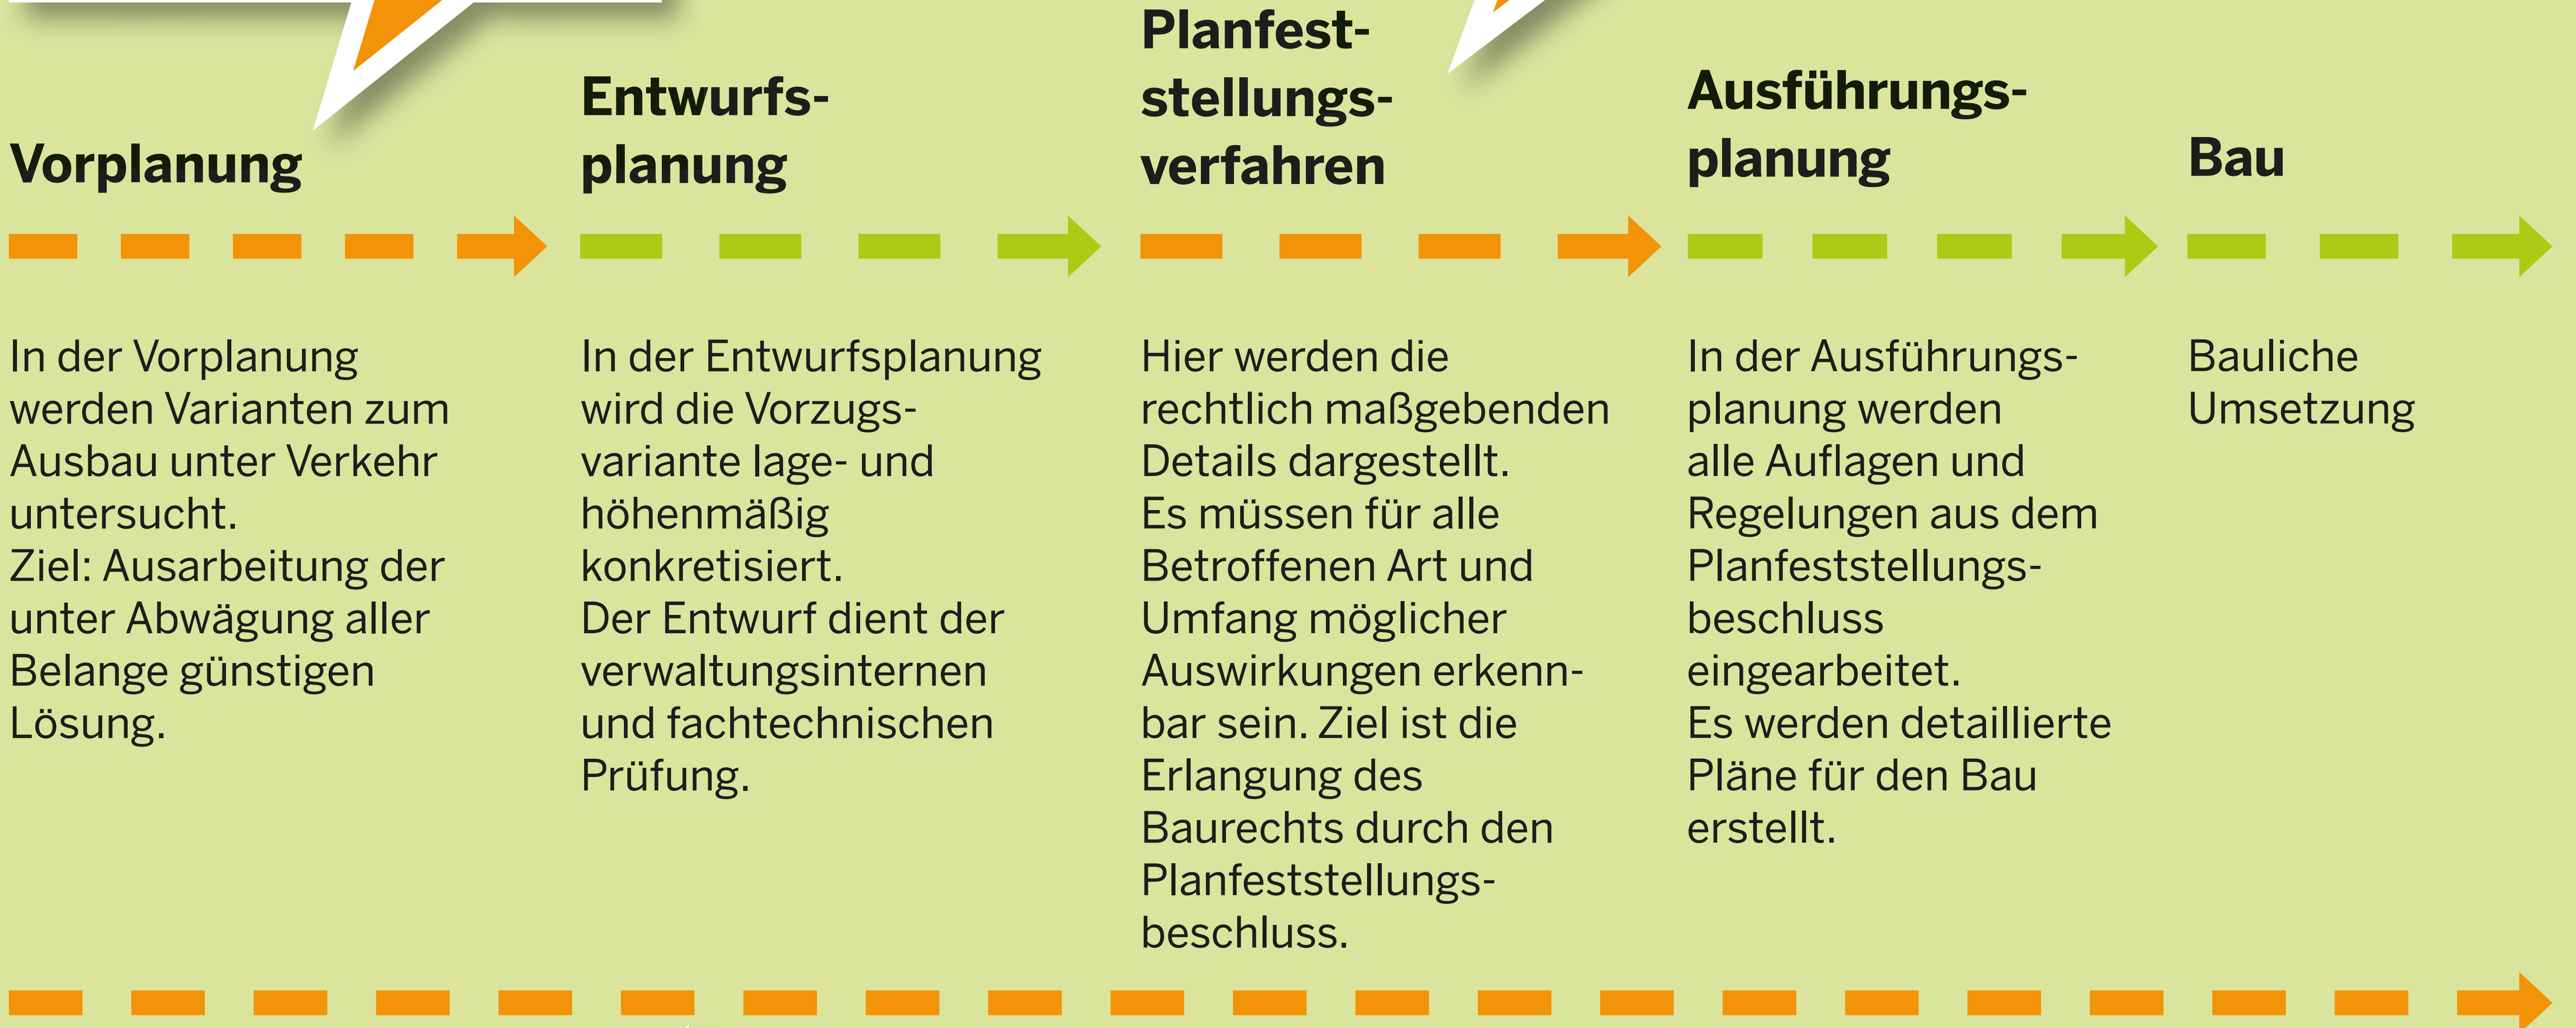 Vorplanung
In der Vorplanung
werden Varianten zum
Ausbau unter Verkehr
untersucht.
Ziel: Ausarbeitung der
unter Abwägung aller
Belange günstigen
Lösung.
Entwurfs-
planung
In der Entwurfsplanung
wird die Vorzugs-
variante lage- und
höhenmäßig
konkretisiert.
Der Entwurf dient der
verwaltungsinternen
und fachtechnischen
Prüfung.
Planfest-
stellungs-
verfahren
Hier werden die
rechtlich maßgebenden
Details dargestellt.
Es müssen für alle
Betroffenen Art und
Umfang möglicher
Auswirkungen erkenn-
bar sein. Ziel ist die
Erlangung des
Baurechts durch den
Planfeststellungs-
beschluss.
Ausführungs-
planung
In der Ausführungs-
planung werden
alle Auflagen und
Regelungen aus dem
Planfeststellungs-
beschluss
eingearbeitet.
Es werden detaillierte
Pläne für den Bau
erstellt.
Bau
Bauliche
Umsetzung